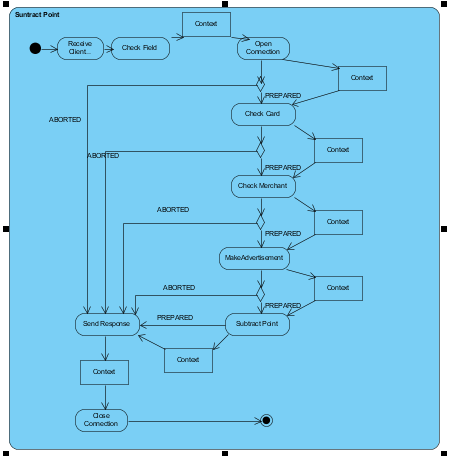 Suntract Point
Receive
Client...
Check Field
Context
Open
Connection
Context
PREPARED
ABORTED
Check Card
Context
ABORTED
PREPARED
Check Merchant
Context
ABORTED
PREPARED
MakeAdvertisement
Context
ABORTED
PREPARED
Send Response
PREPARED
Subtract Point
Context
Context
Close
Connection